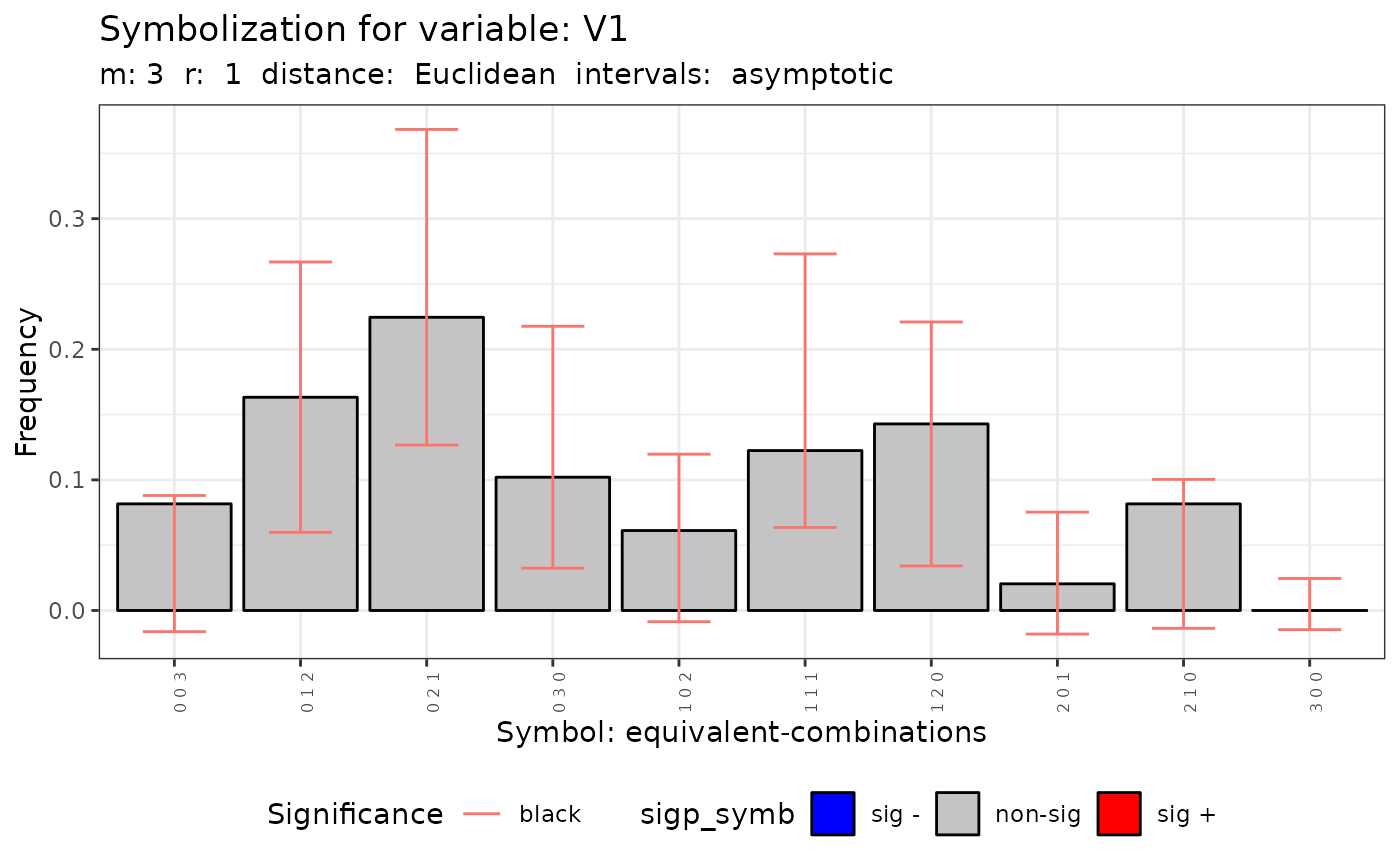 Symbolization for variable: V1
m: 3 r: 1 distance: Euclidean intervals: asymptotic
Frequency
0.3
0.2
0.1
0.0
0 0 3
0 1 2
0 2 1
0 3 0
1 0 2
1 1 1
1 2 0
2 0 1
2 1 0
3 0 0
Symbol: equivalent-combinations
Significance black sigp_symb sig - non-sig sig +